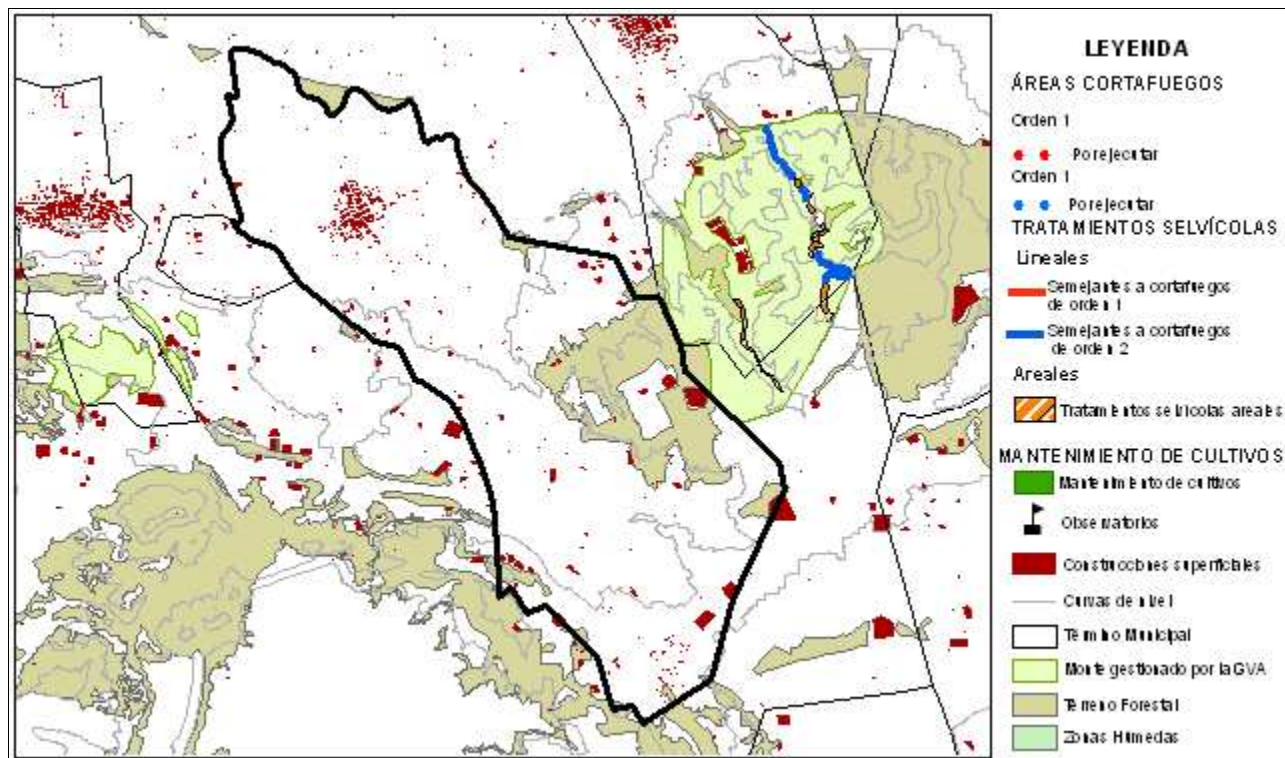 LEYENDA
ÁREAS CORTAFUEGOS
Orden 1
Por ejecutar
Orden 1
Por ejecutar
TRATAMIENTOS SELVÍCOLAS
Lineales
Semejantes a cortafuegos
de orden 1
Semejantes a cortafuegos
de orden 2
Areales
Tratamientos selvícolas areales
MANTENIMIENTO DE CULTIVOS
Mantenimiento de cultivos
Observatorios
Construcciones superficiales
Curvas de nivel
Término Municipal
Monte gestionado por la GVA
Terreno Forestal
Zonas Húmedas